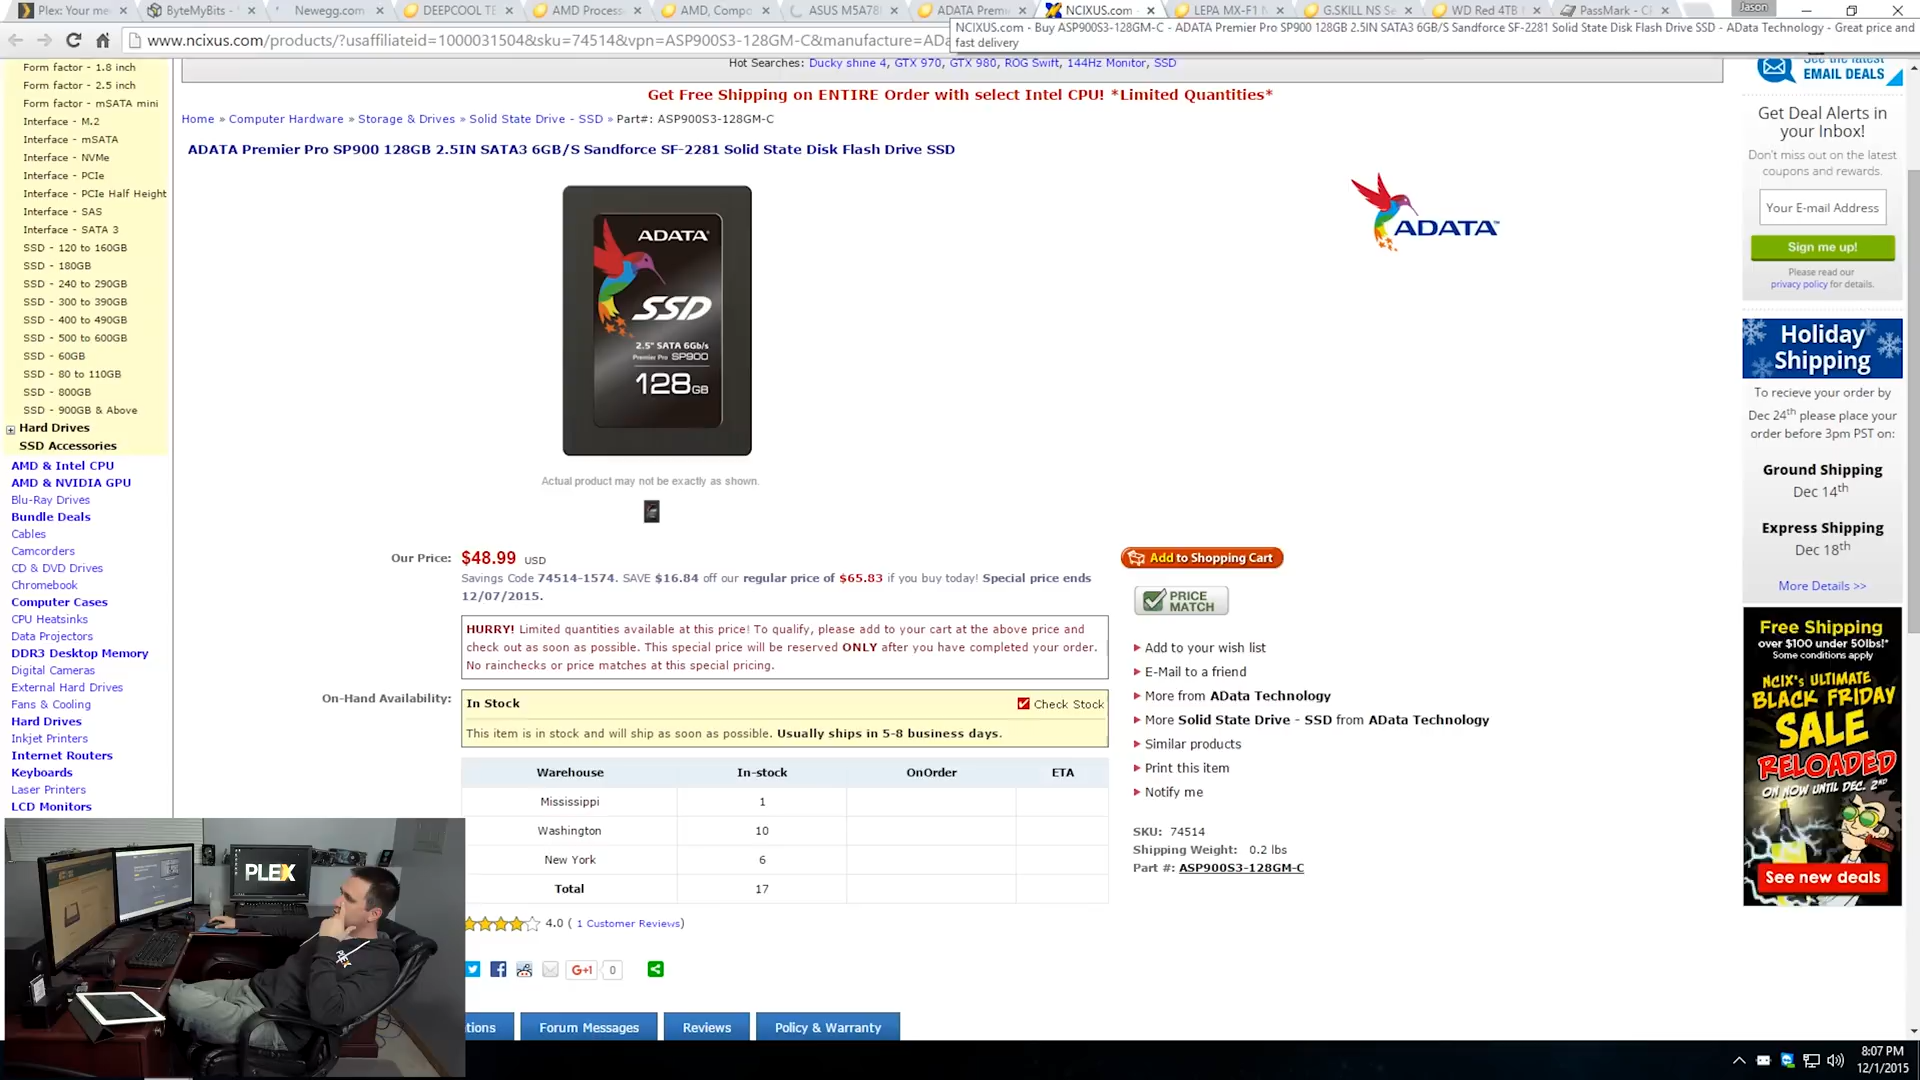 Plex: Your me
ByteMyBits -
Newegg.com
DEEPCOOL TE
AMD Process
AMD, Compu
ASUS M5A78
ADATA Premi
NCIXUS.com -
LEPA MX-F1
G.SKILL NS Se
WD Red 4TB
PassMark - C
Jason
www.ncixus.com/products/?usaffiliateid=1000031504&sku=74514&vpn=ASP900S3-128GM-C&manufacture=ADa
NCIXUS.com - Buy ASP900S3-128GM-C - ADATA Premier Pro SP900 128GB 2.5IN SATA3 6GB/S Sandforce SF-2281 Solid State Disk Flash Drive SSD - AData Technology - Great price and
fast delivery
Form factor - 1.8 inch
Form factor - 2.5 inch
Form factor - mSATA mini
Interface - M.2
Interface - mSATA
Interface - NVMe
Interface - PCIe
Interface - PCIe Half Height
Interface - SAS
Interface - SATA 3
SSD - 120 to 160GB
SSD - 180GB
SSD - 240 to 290GB
SSD - 300 to 390GB
SSD - 400 to 490GB
SSD - 500 to 600GB
SSD - 60GB
SSD - 80 to 110GB
SSD - 800GB
SSD - 900GB & Above
Hard Drives
SSD Accessories
AMD & Intel CPU
AMD & NVIDIA GPU
Blu-Ray Drives
Bundle Deals
Cables
Camcorders
CD & DVD Drives
Chromebook
Computer Cases
CPU Heatsinks
Data Projectors
DDR3 Desktop Memory
Digital Cameras
External Hard Drives
Fans & Cooling
Hard Drives
Inkjet Printers
Internet Routers
Keyboards
Laser Printers
LCD Monitors
PLEX
Hot Searches: Ducky shine 4, GTX 970, GTX 980, ROG Swift, 144Hz Monitor, SSD
Get Free Shipping on ENTIRE Order with select Intel CPU! *Limited Quantities*
Home » Computer Hardware » Storage & Drives » Solid State Drive - SSD » Part#: ASP900S3-128GM-C
ADATA Premier Pro SP900 128GB 2.5IN SATA3 6GB/S Sandforce SF-2281 Solid State Disk Flash Drive SSD
ADATA
SSD
2.5" SATA 6Gb/s
Premier Pro SP900
128GB
ADATA™
Actual product may not be exactly as shown.
Our Price: $48.99 USD
Savings Code 74514-1574. SAVE $16.84 off our regular price of $65.83 if you buy today! Special price ends
12/07/2015.
HURRY! Limited quantities available at this price! To qualify, please add to your cart at the above price and
check out as soon as possible. This special price will be reserved ONLY after you have completed your order.
No rainchecks or price matches at this special pricing.
On-Hand Availability:
In Stock
Check Stock
This item is in stock and will ship as soon as possible. Usually ships in 5-8 business days.
Warehouse In-stock OnOrder ETA
Mississippi 1
Washington 10
New York 6
Total 17
4.0 ( 1 Customer Reviews)
G+1 0
tions
Forum Messages
Reviews
Policy & Warranty
Add to Shopping Cart
PRICE
MATCH
Add to your wish list
E-Mail to a friend
More from AData Technology
More Solid State Drive - SSD from AData Technology
Similar products
Print this item
Notify me
SKU: 74514
Shipping Weight: 0.2 lbs
Part #: ASP900S3-128GM-C
See the latest
EMAIL DEALS
Get Deal Alerts in
your Inbox!
Don't miss out on the latest
coupons and rewards.
Your E-mail Address
Sign me up!
Please read our
privacy policy for details.
Holiday
Shipping
To recieve your order by
Dec 24th please place your
order before 3pm PST on:
Ground Shipping
Dec 14th
Express Shipping
Dec 18th
More Details >>
Free Shipping
over $100 under 50lbs!*
Some conditions apply
NCIX'S ULTIMATE
BLACK FRIDAY
SALE
RELOADED
ON NOW UNTIL DEC. 2ND
See new deals
8:07 PM
12/1/2015